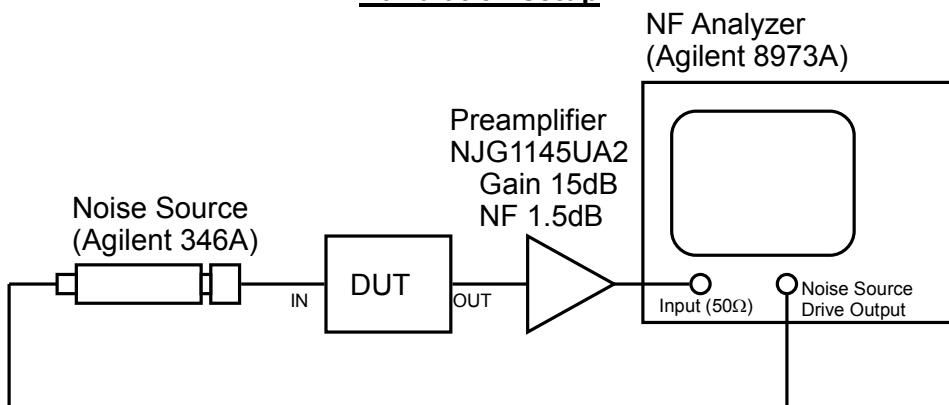 NF Analyzer
(Agilent 8973A)
Preamplifier
NJG1145UA2
Gain 15dB
NF 1.5dB
Noise Source
(Agilent 346A)
IN
DUT
OUT
Input (50Ω)
Noise Source
Drive Output